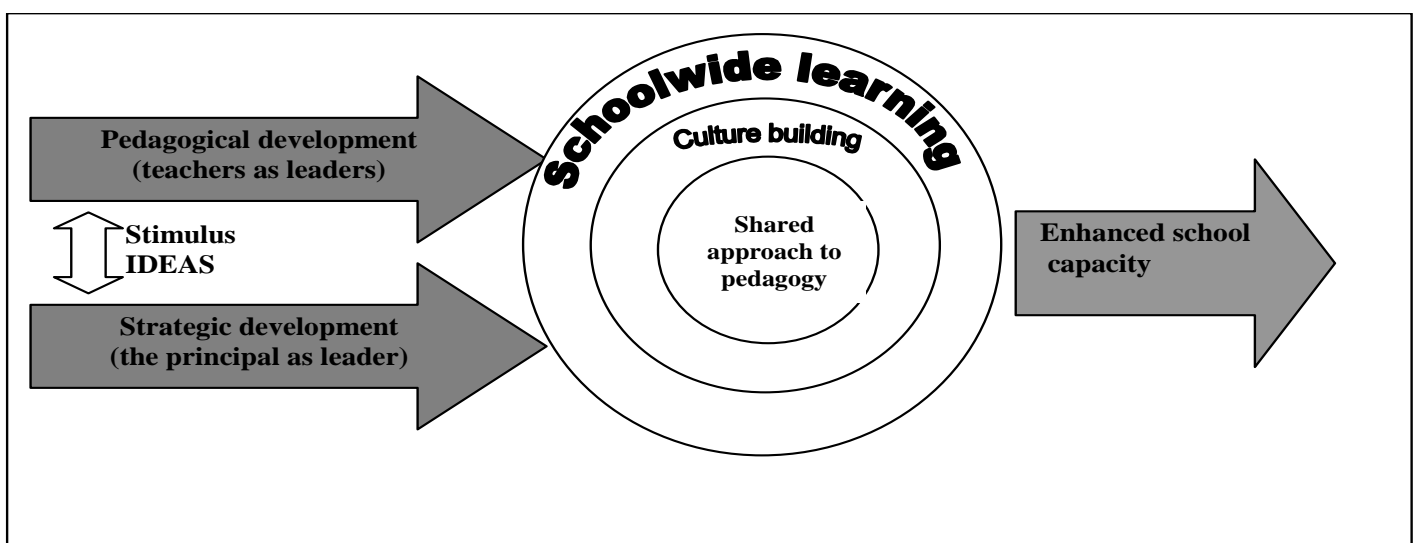 Pedagogical development
(teachers as leaders)
Stimulus
IDEAS
Strategic development
(the principal as leader)
Schoolwide learning
Culture building
Shared
approach to
pedagogy
Enhanced school
capacity